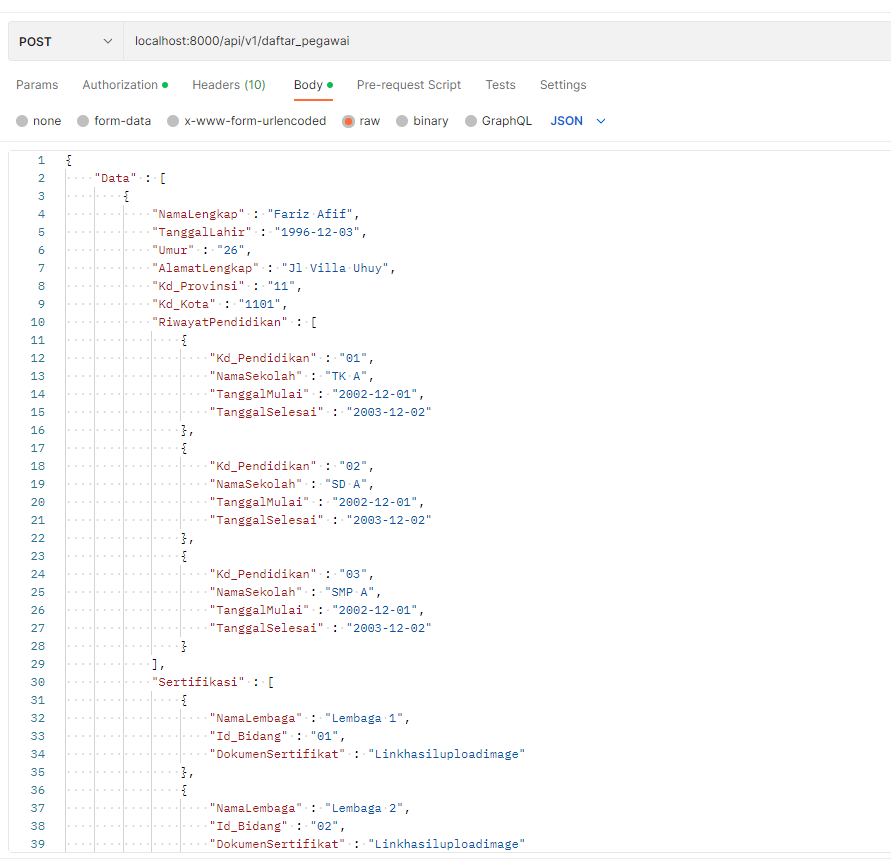 POST localhost:8000/api/v1/daftar_pegawai
Params Authorization Headers (10) Body Pre-request Script Tests Settings
none form-data x-www-form-urlencoded raw binary GraphQL JSON
1 {
2 "Data" : [
3 {
4 "NamaLengkap" : "Fariz Afif",
5 "TanggalLahir" : "1996-12-03",
6 "Umur" : "26",
7 "AlamatLengkap" : "Jl Villa Uhuy",
8 "Kd_Provinsi" : "11",
9 "Kd_Kota" : "1101",
10 "RiwayatPendidikan" : [
11 {
12 "Kd_Pendidikan" : "01",
13 "NamaSekolah" : "TK A",
14 "TanggalMulai" : "2002-12-01",
15 "TanggalSelesai" : "2003-12-02"
16 },
17 {
18 "Kd_Pendidikan" : "02",
19 "NamaSekolah" : "SD A",
20 "TanggalMulai" : "2002-12-01",
21 "TanggalSelesai" : "2003-12-02"
22 },
23 {
24 "Kd_Pendidikan" : "03",
25 "NamaSekolah" : "SMP A",
26 "TanggalMulai" : "2002-12-01",
27 "TanggalSelesai" : "2003-12-02"
28 }
29 ],
30 "Sertifikasi" : [
31 {
32 "NamaLembaga" : "Lembaga 1",
33 "Id_Bidang" : "01",
34 "DokumenSertifikat" : "Linkhasiluploadimage"
35 },
36 {
37 "NamaLembaga" : "Lembaga 2",
38 "Id_Bidang" : "02",
39 "DokumenSertifikat" : "Linkhasiluploadimage"